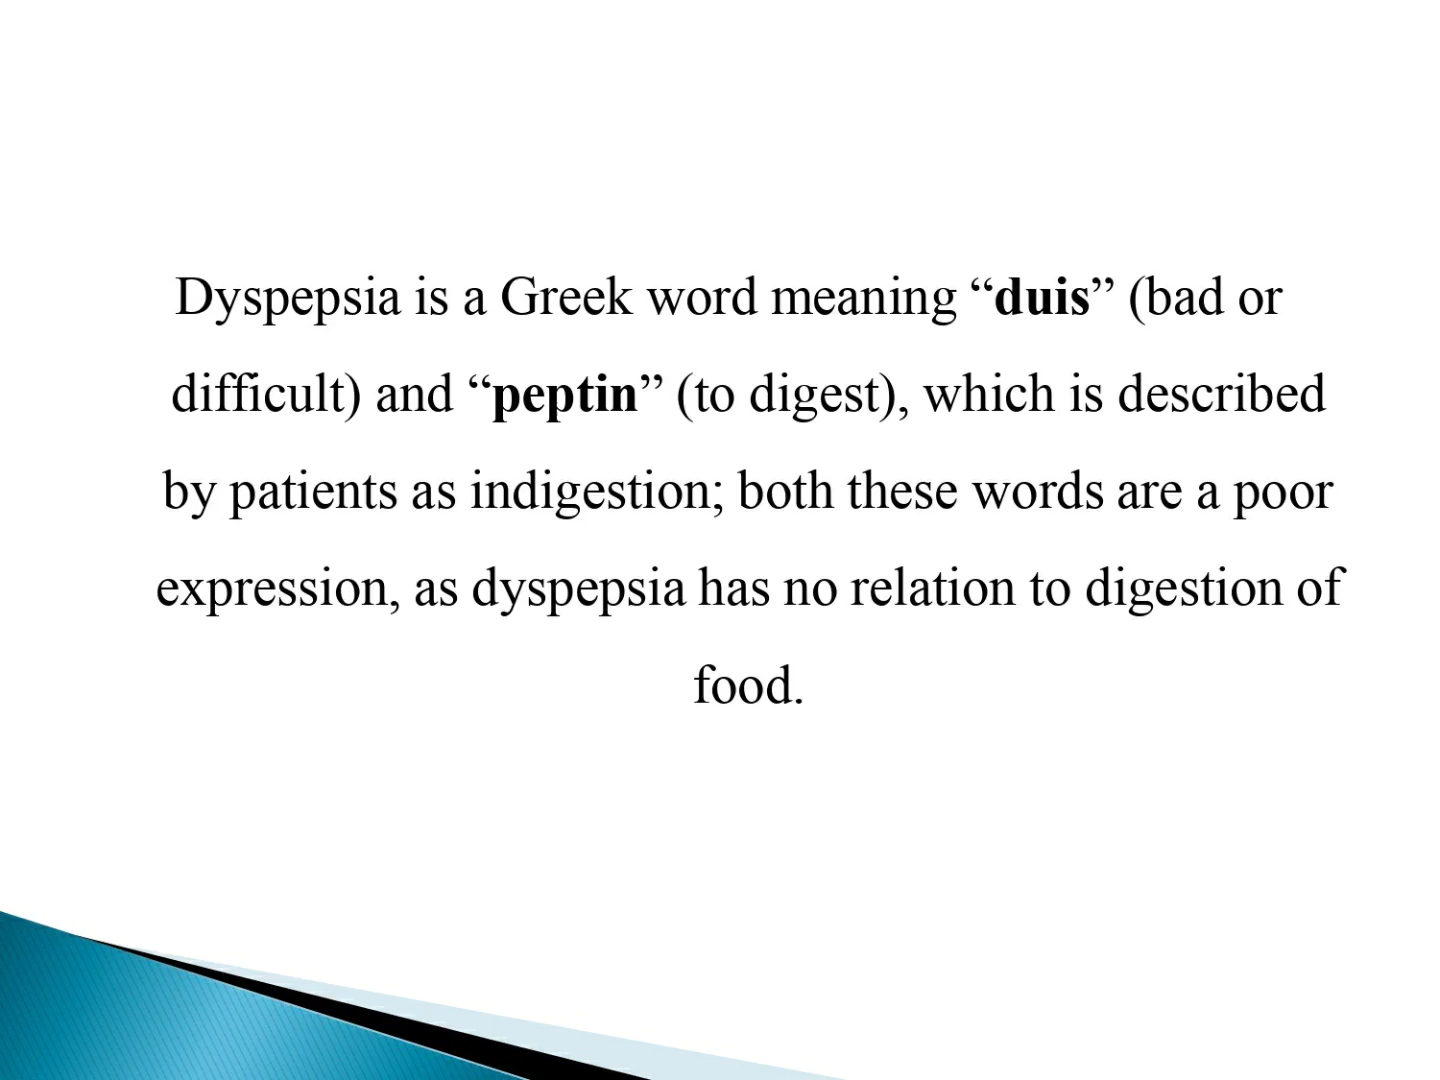 Dyspepsia is a Greek word meaning “duis” (bad or
difficult) and “peptin” (to digest), which is described
by patients as indigestion; both these words are a poor
expression, as dyspepsia has no relation to digestion of
food.